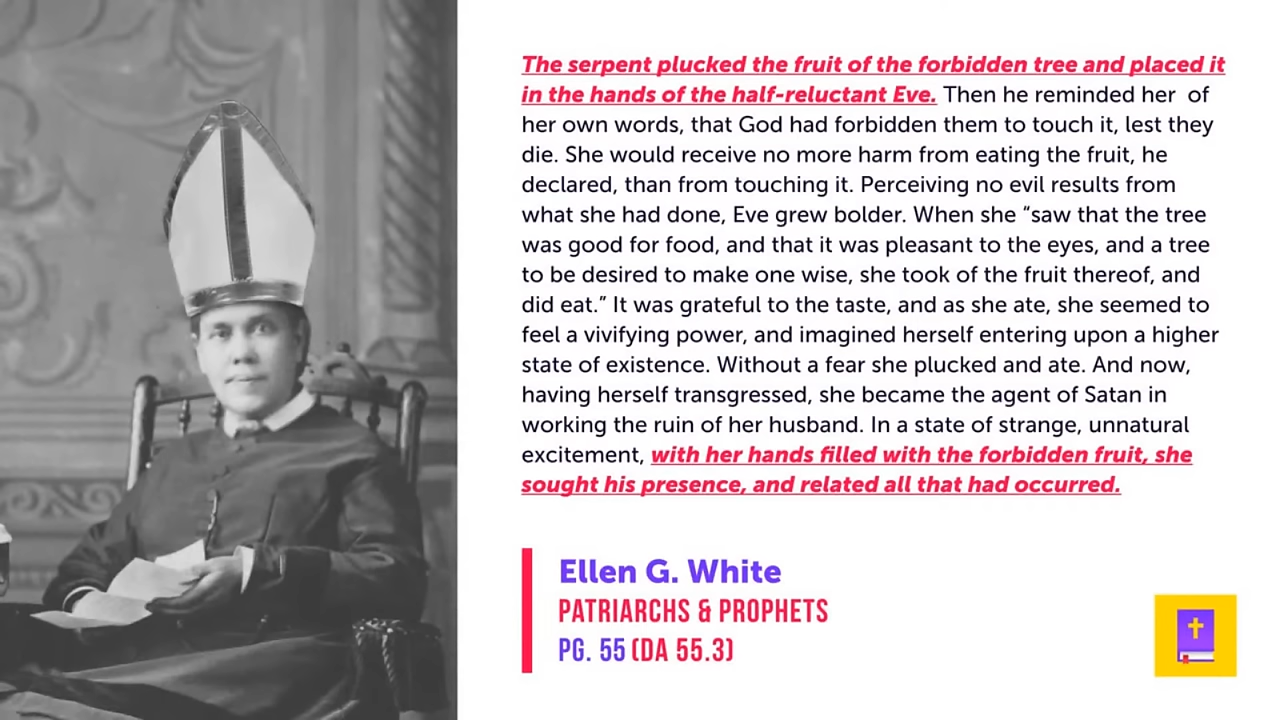 The serpent plucked the fruit of the forbidden tree and placed it
in the hands of the half-reluctant Eve. Then he reminded her  of
her own words, that God had forbidden them to touch it, lest they
die. She would receive no more harm from eating the fruit, he
declared, than from touching it. Perceiving no evil results from
what she had done, Eve grew bolder. When she “saw that the tree
was good for food, and that it was pleasant to the eyes, and a tree
to be desired to make one wise, she took of the fruit thereof, and
did eat.” It was grateful to the taste, and as she ate, she seemed to
feel a vivifying power, and imagined herself entering upon a higher
state of existence. Without a fear she plucked and ate. And now,
having herself transgressed, she became the agent of Satan in
working the ruin of her husband. In a state of strange, unnatural
excitement, with her hands filled with the forbidden fruit, she
sought his presence, and related all that had occurred.
Ellen G. White
PATRIARCHS & PROPHETS
PG. 55 (DA 55.3)